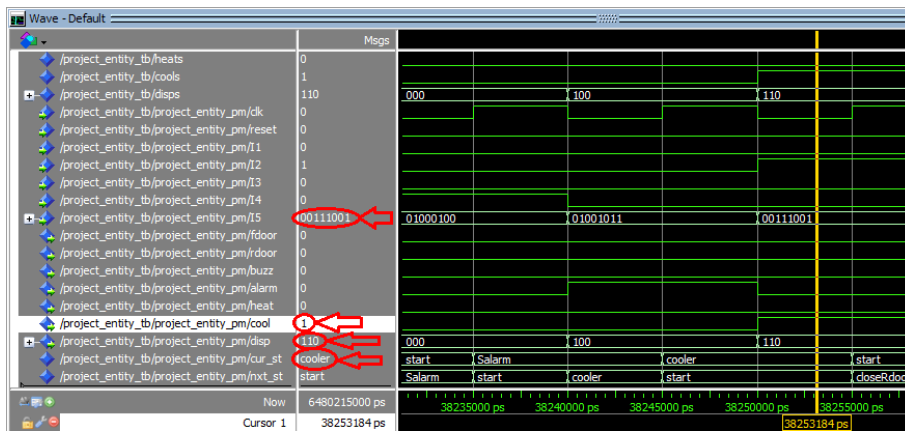 Wave - Default
Msgs
/project_entity_tb/heats 0
/project_entity_tb/cools 1
/project_entity_tb/disps 110 000 100 110
/project_entity_tb/project_entity_pm/clk 0
/project_entity_tb/project_entity_pm/reset 0
/project_entity_tb/project_entity_pm/I1 0
/project_entity_tb/project_entity_pm/I2 1
/project_entity_tb/project_entity_pm/I3 0
/project_entity_tb/project_entity_pm/I4 0
/project_entity_tb/project_entity_pm/I5 00111001 01000100 01001011 00111001
/project_entity_tb/project_entity_pm/fdoor 0
/project_entity_tb/project_entity_pm/rdoor 0
/project_entity_tb/project_entity_pm/buzz 0
/project_entity_tb/project_entity_pm/alarm 0
/project_entity_tb/project_entity_pm/heat 0
/project_entity_tb/project_entity_pm/cool 1
/project_entity_tb/project_entity_pm/disp 110 000 100 110
/project_entity_tb/project_entity_pm/cur_st cooler start Salarm cooler start
/project_entity_tb/project_entity_pm/nxt_st start Salarm start cooler start closeRdoor
Now 6480215000 ps 38235000 ps 38240000 ps 38245000 ps 38250000 ps 38255000 ps
Cursor 1 38253184 ps 38253184 ps